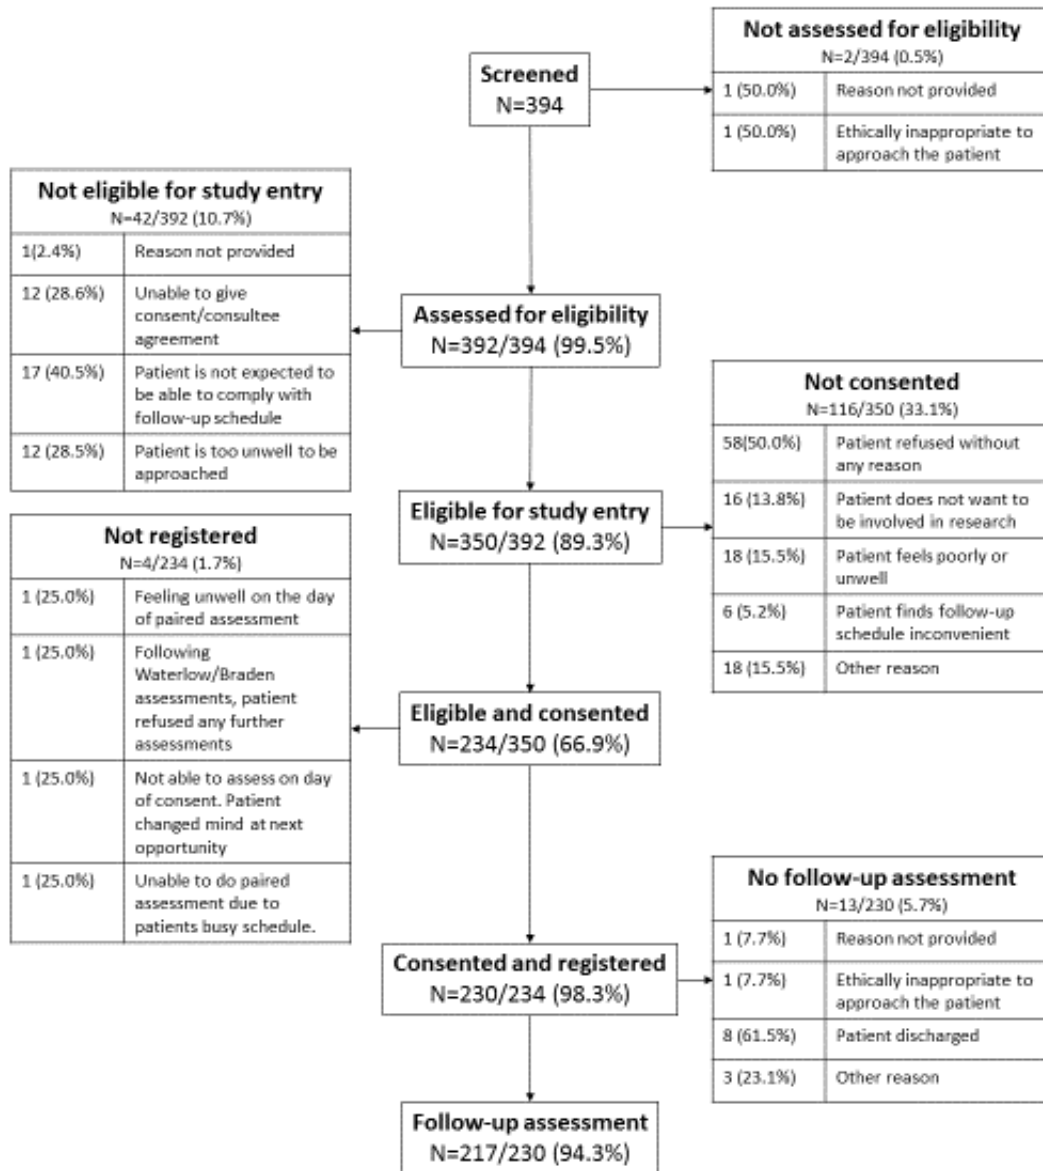 Screened
N=394
Not assessed for eligibility
N=2/394 (0.5%)
1 (50.0%) Reason not provided
1 (50.0%) Ethically inappropriate to
approach the patient
Not eligible for study entry
N=42/392 (10.7%)
1(2.4%) Reason not provided
12 (28.6%) Unable to give
consent/consultee
agreement
17 (40.5%) Patient is not expected to
be able to comply with
follow-up schedule
12 (28.5%) Patient is too unwell to be
approached
Assessed for eligibility
N=392/394 (99.5%)
Not consented
N=116/350 (33.1%)
58(50.0%) Patient refused without
any reason
16 (13.8%) Patient does not want to
be involved in research
18 (15.5%) Patient feels poorly or
unwell
6 (5.2%) Patient finds follow-up
schedule inconvenient
18 (15.5%) Other reason
Eligible for study entry
N=350/392 (89.3%)
Not registered
N=4/234 (1.7%)
1 (25.0%) Feeling unwell on the day
of paired assessment
1 (25.0%) Following
Waterlow/Braden
assessments, patient
refused any further
assessments
1 (25.0%) Not able to assess on day
of consent. Patient
changed mind at next
opportunity
1 (25.0%) Unable to do paired
assessment due to
patients busy schedule.
Eligible and consented
N=234/350 (66.9%)
No follow-up assessment
N=13/230 (5.7%)
1 (7.7%) Reason not provided
1 (7.7%) Ethically inappropriate to
approach the patient
8 (61.5%) Patient discharged
3 (23.1%) Other reason
Consented and registered
N=230/234 (98.3%)
Follow-up assessment
N=217/230 (94.3%)